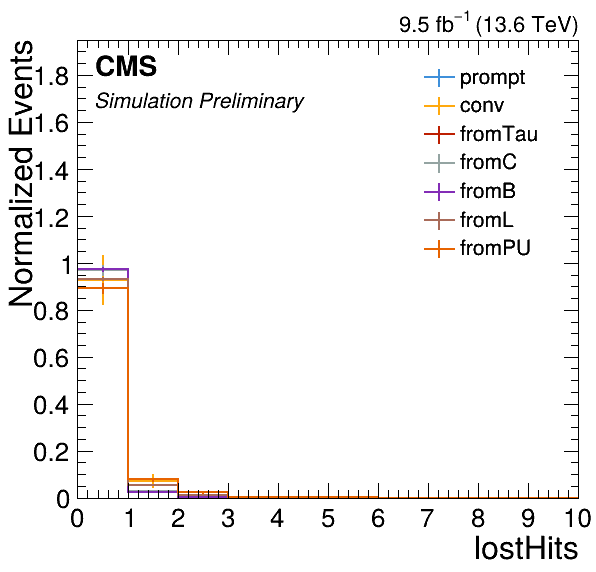 9.5 fb⁻¹ (13.6 TeV)
CMS
Simulation Preliminary
prompt
conv
fromTau
fromC
fromB
fromL
fromPU
Normalized Events
1.8
1.6
1.4
1.2
1
0.8
0.6
0.4
0.2
0
0 1 2 3 4 5 6 7 8 9 10
lostHits